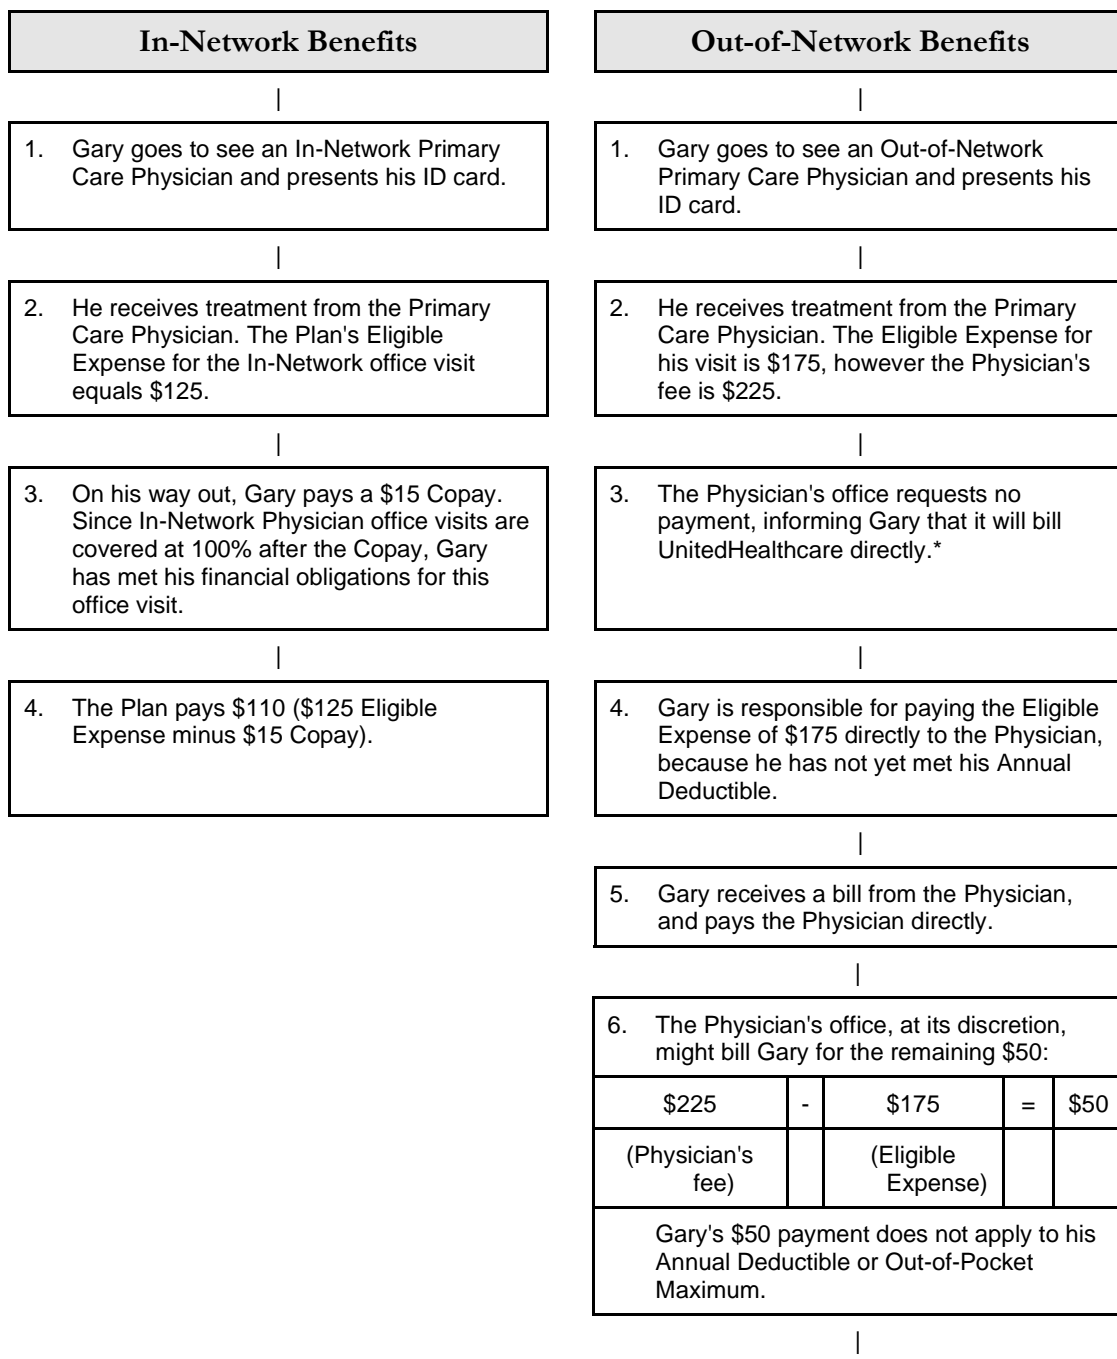 In-Network Benefits
|
1. Gary goes to see an In-Network Primary
Care Physician and presents his ID card.
|
2. He receives treatment from the Primary
Care Physician. The Plan's Eligible
Expense for the In-Network office visit
equals $125.
|
3. On his way out, Gary pays a $15 Copay.
Since In-Network Physician office visits are
covered at 100% after the Copay, Gary
has met his financial obligations for this
office visit.
|
4. The Plan pays $110 ($125 Eligible
Expense minus $15 Copay).
Out-of-Network Benefits
|
1. Gary goes to see an Out-of-Network
Primary Care Physician and presents his
ID card.
|
2. He receives treatment from the Primary
Care Physician. The Eligible Expense for
his visit is $175, however the Physician's
fee is $225.
|
3. The Physician's office requests no
payment, informing Gary that it will bill
UnitedHealthcare directly.*
|
4. Gary is responsible for paying the Eligible
Expense of $175 directly to the Physician,
because he has not yet met his Annual
Deductible.
|
5. Gary receives a bill from the Physician,
and pays the Physician directly.
|
6. The Physician's office, at its discretion,
might bill Gary for the remaining $50:
$225 - $175 = $50
(Physician's (Eligible
fee) Expense)
Gary's $50 payment does not apply to his
Annual Deductible or Out-of-Pocket
Maximum.
|